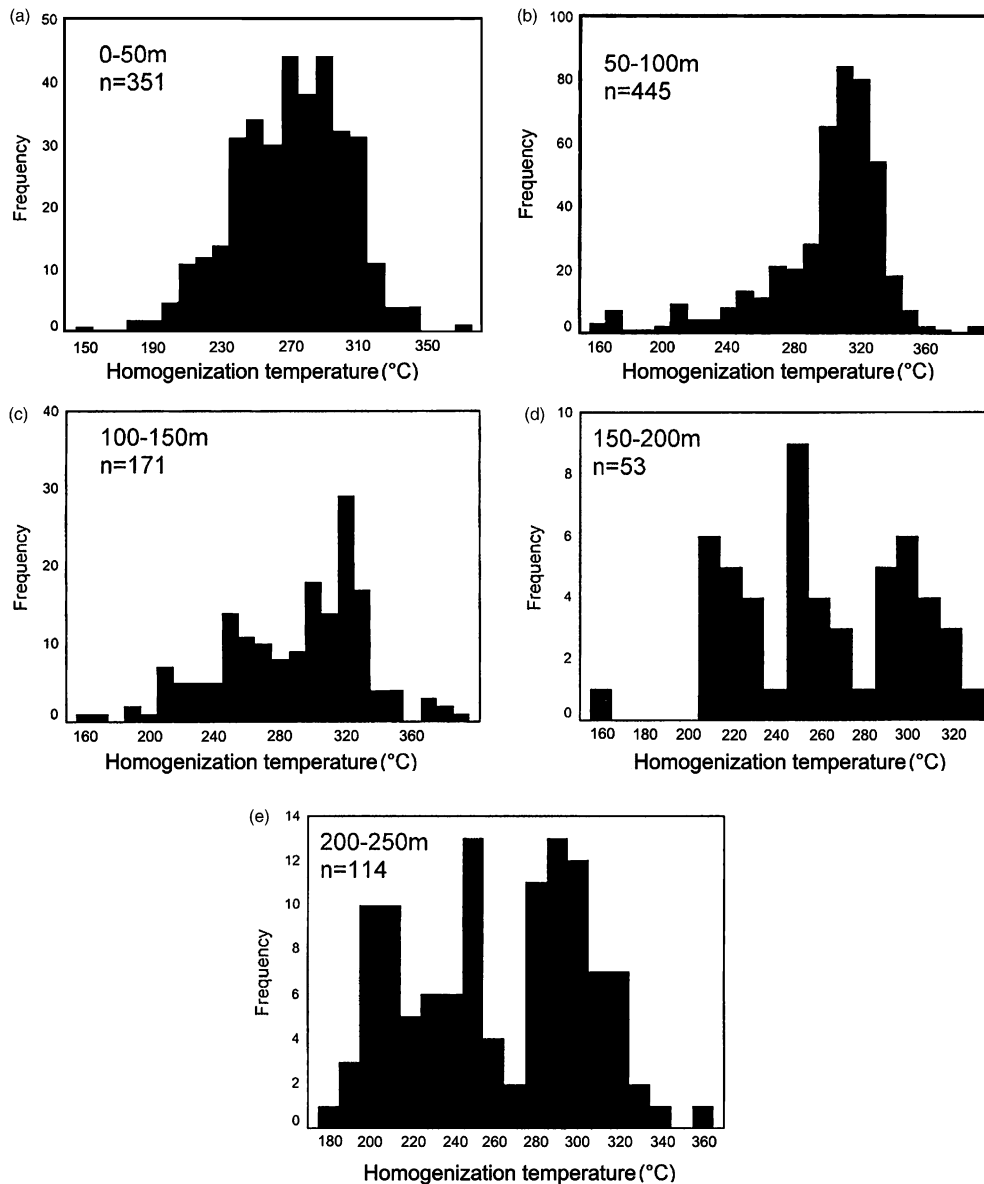 (a)
0-50m
n=351
Frequency
50
40
30
20
10
0
150 190 230 270 310 350
Homogenization temperature (°C)
(b)
50-100m
n=445
Frequency
100
80
60
40
20
0
160 200 240 280 320 360
Homogenization temperature (°C)
(c)
100-150m
n=171
Frequency
40
30
20
10
0
160 200 240 280 320 360
Homogenization temperature (°C)
(d)
150-200m
n=53
Frequency
10
8
6
4
2
0
160 180 200 220 240 260 280 300 320
Homogenization temperature (°C)
(e)
200-250m
n=114
Frequency
14
12
10
8
6
4
2
0
180 200 220 240 260 280 300 320 340 360
Homogenization temperature (°C)